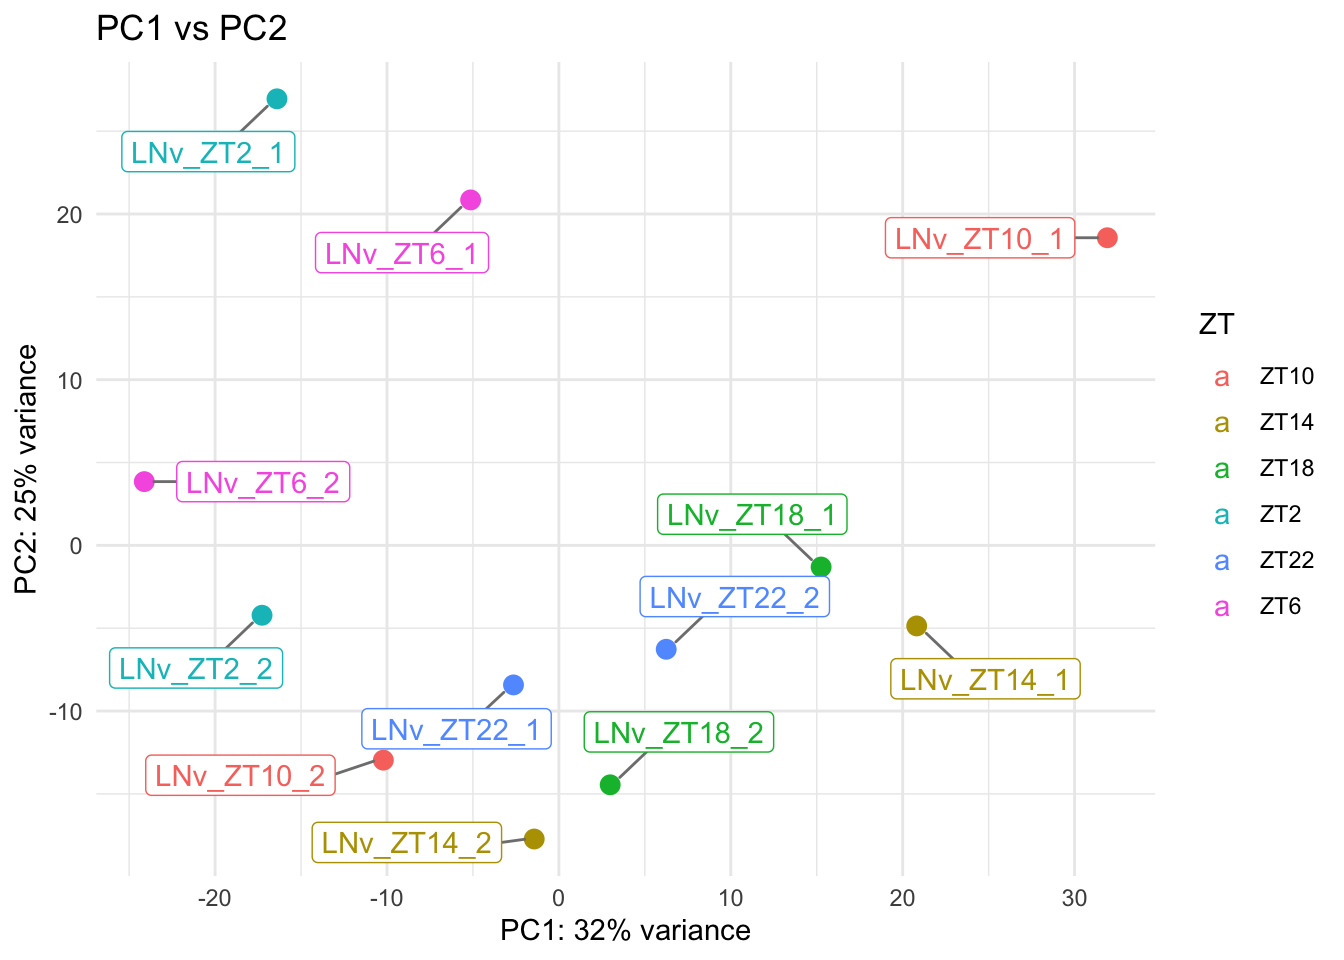 PC1 vs PC2
LNv_ZT2_1
LNv_ZT6_1
LNv_ZT10_1
LNv_ZT6_2
LNv_ZT18_1
LNv_ZT22_2
LNv_ZT2_2
LNv_ZT14_1
LNv_ZT22_1
LNv_ZT18_2
LNv_ZT10_2
LNv_ZT14_2
20
10
0
-10
PC2: 25% variance
-20
-10
0
10
20
30
PC1: 32% variance
ZT
a ZT10
a ZT14
a ZT18
a ZT2
a ZT22
a ZT6